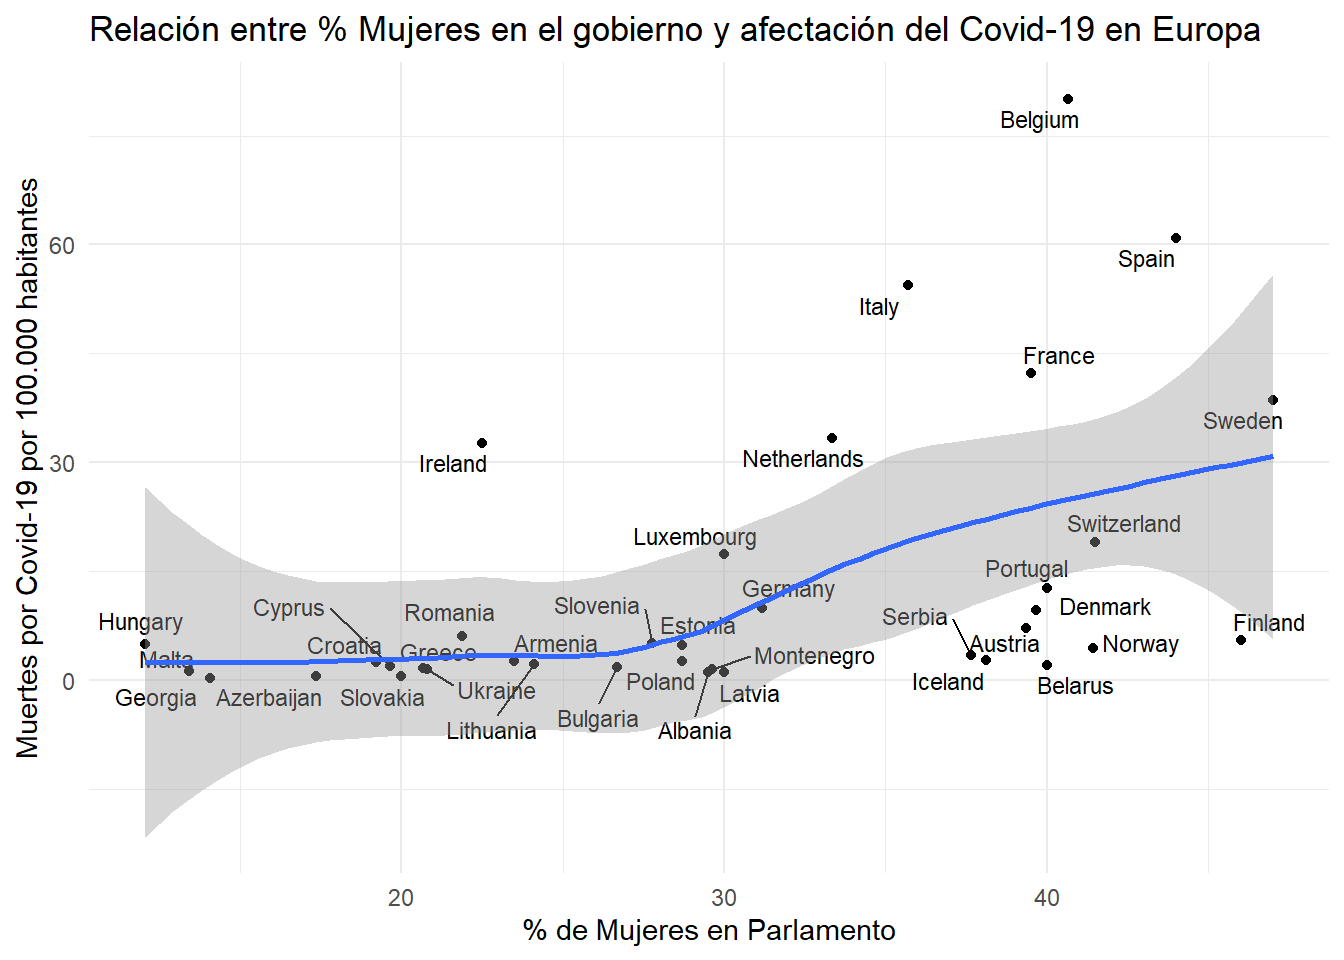 Relación entre % Mujeres en el gobierno y afectación del Covid-19 en Europa
Muertes por Covid-19 por 100.000 habitantes
60
30
0
Belgium
Spain
Italy
France
Sweden
Ireland
Netherlands
Switzerland
Luxembourg
Portugal
Germany
Cyprus
Romania
Slovenia
Denmark
Serbia
Hungary
Estonia
Finland
Croatia
Greece
Armenia
Austria
Norway
Malta
Montenegro
Georgia
Azerbaijan
Slovakia
Ukraine
Poland
Latvia
Iceland
Belarus
Lithuania
Bulgaria
Albania
20
30
40
% de Mujeres en Parlamento